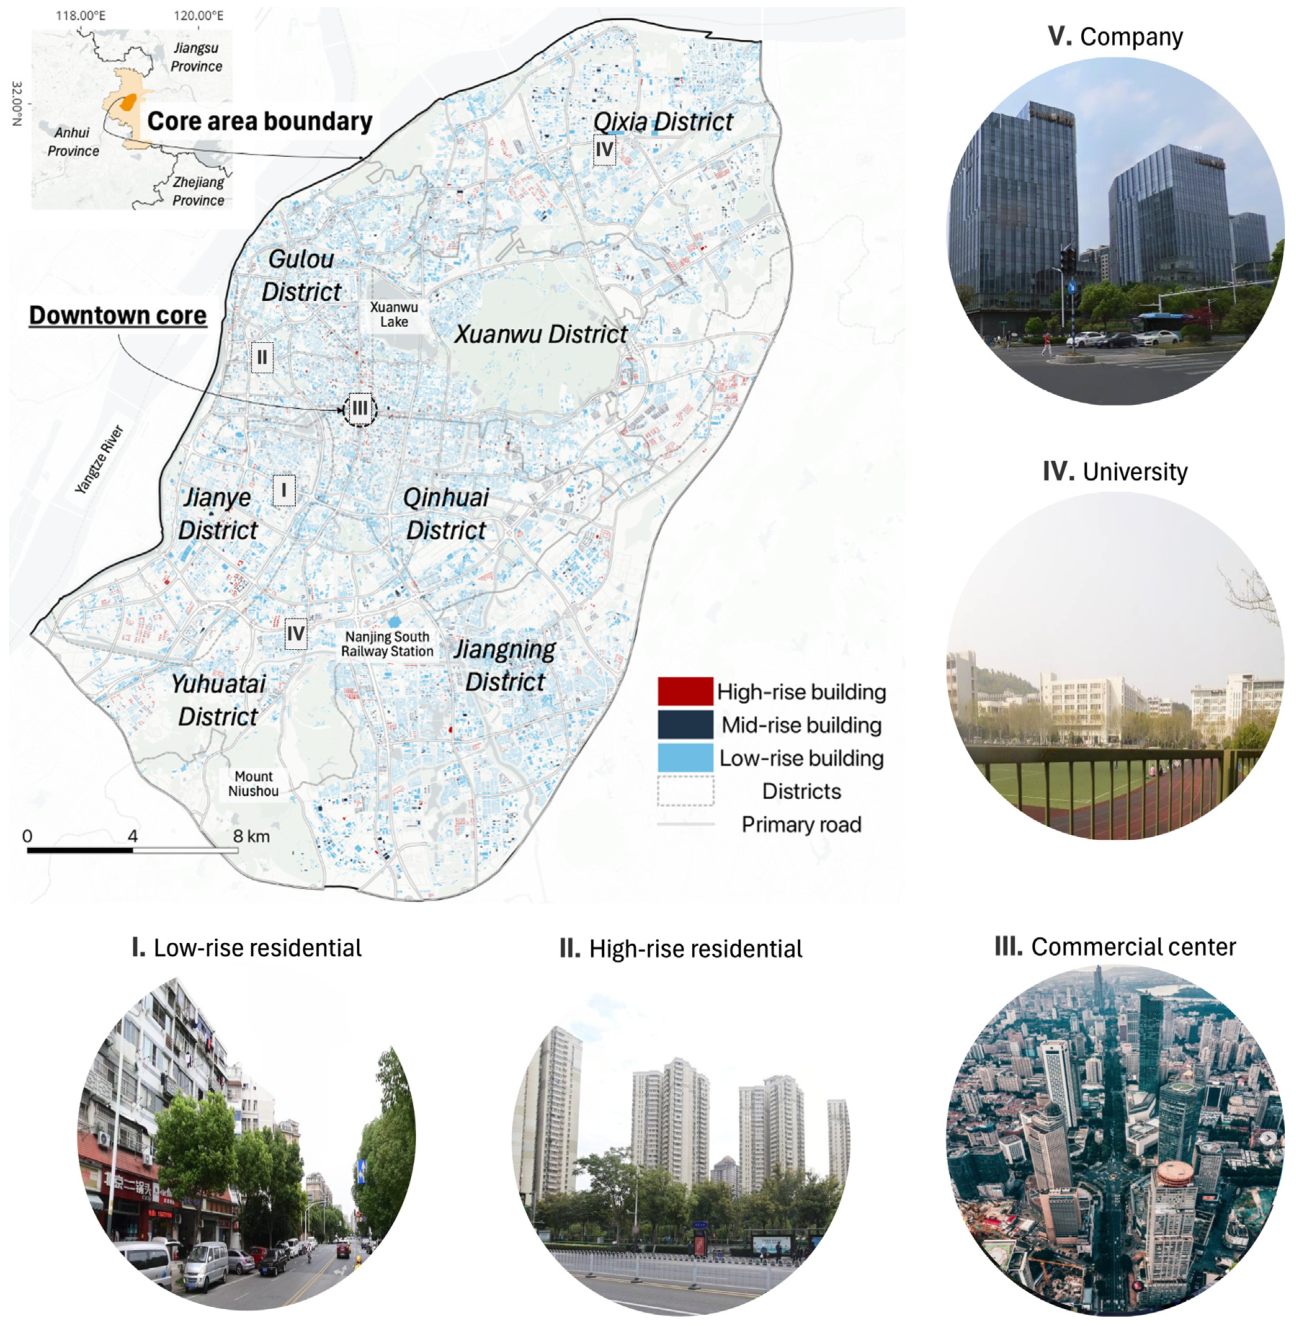 118.00°E
120.00°E
32.00°N
Jiangsu
Province
Anhui
Province
Zhejiang
Province
Core area boundary
Qixia District
IV
Gulou
District
Xuanwu
Lake
Downtown core
Xuanwu District
II
III
Yangtze River
I
Jianye
District
Qinhuai
District
IV
Nanjing South
Railway Station
Jiangning
District
Yuhuatai
District
Mount
Niushou
0
4
8 km
High-rise building
Mid-rise building
Low-rise building
Districts
Primary road
V. Company
IV. University
I. Low-rise residential
II. High-rise residential
III. Commercial center